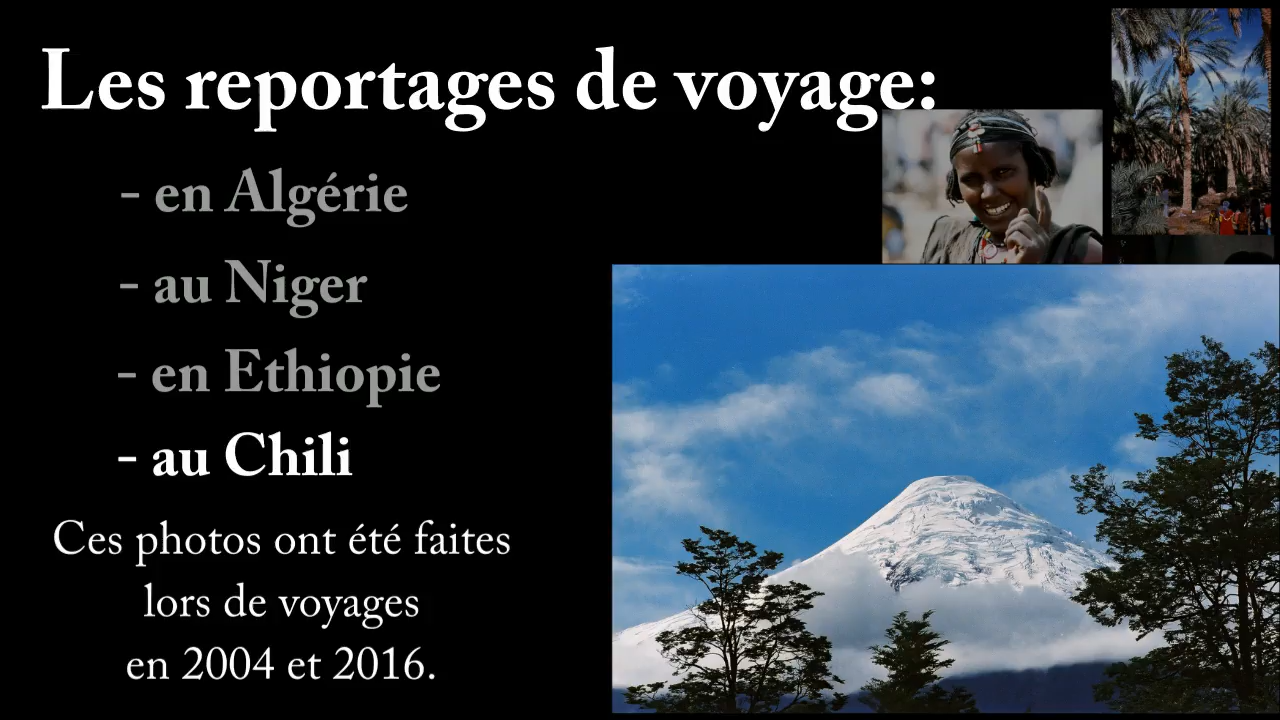 Les reportages de voyage:
- en Algérie
- au Niger
- en Ethiopie
- au Chili
Ces photos ont été faites
lors de voyages
en 2004 et 2016.